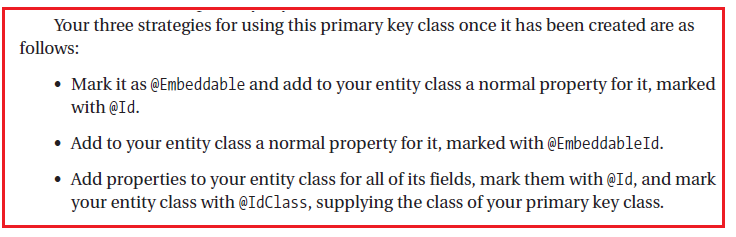 Your three strategies for using this primary key class once it has been created are as
follows:
• Mark it as @Embeddable and add to your entity class a normal property for it, marked
with @Id.
• Add to your entity class a normal property for it, marked with @EmbeddableId.
• Add properties to your entity class for all of its fields, mark them with @Id, and mark
your entity class with @IdClass, supplying the class of your primary key class.